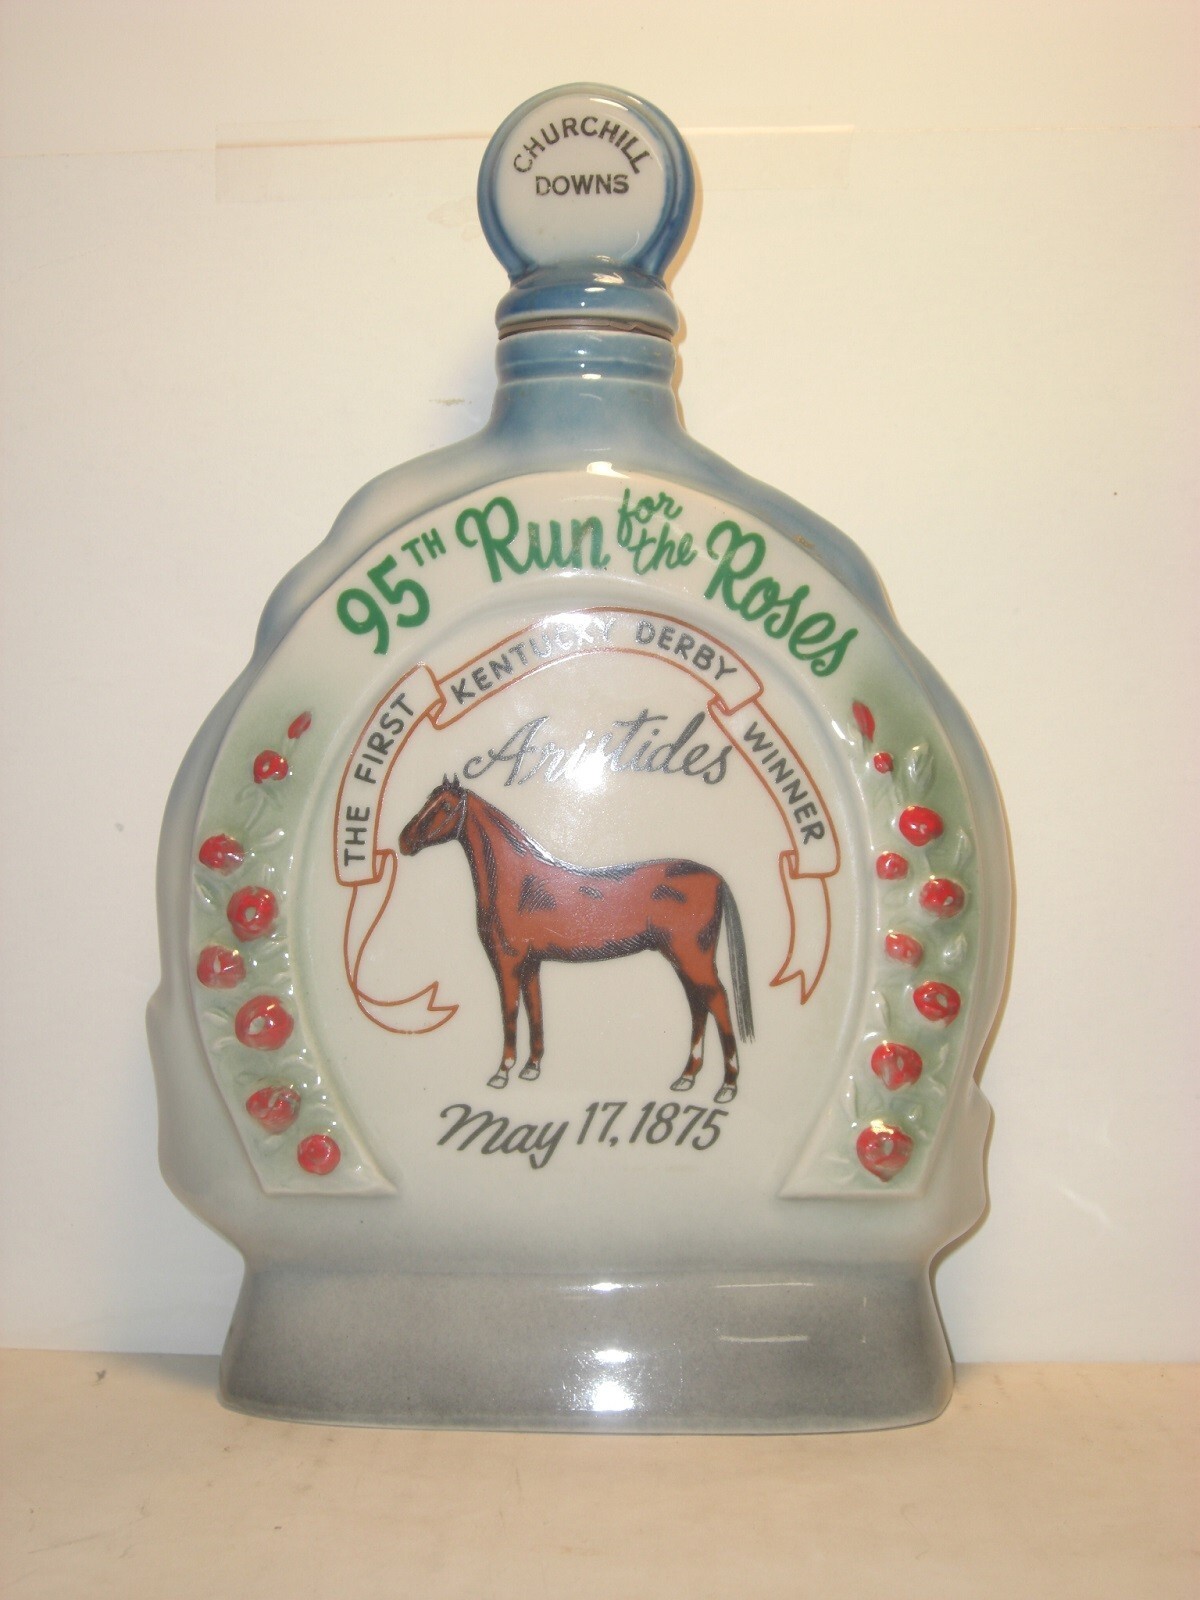 CHURCHILL
DOWNS
95TH Run for the Roses
THE FIRST KENTUCKY DERBY WINNER
Aristides
May 17, 1875